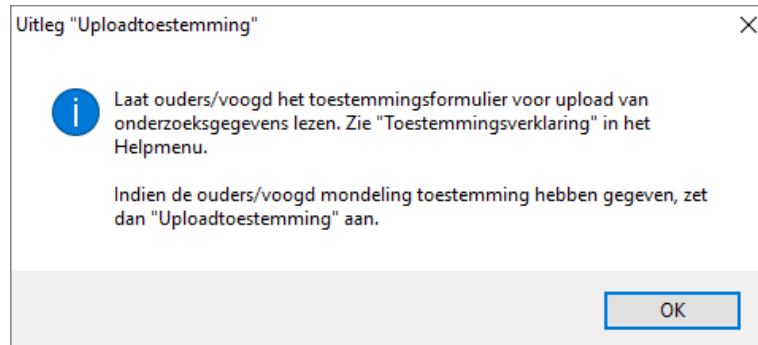 Uitleg "Uploadtoestemming"
Laat ouders/voogd het toestemmingsformulier voor upload van
onderzoeksgegevens lezen. Zie "Toestemmingsverklaring" in het
Helpmenu.
Indien de ouders/voogd mondeling toestemming hebben gegeven, zet
dan "Uploadtoestemming" aan.
OK